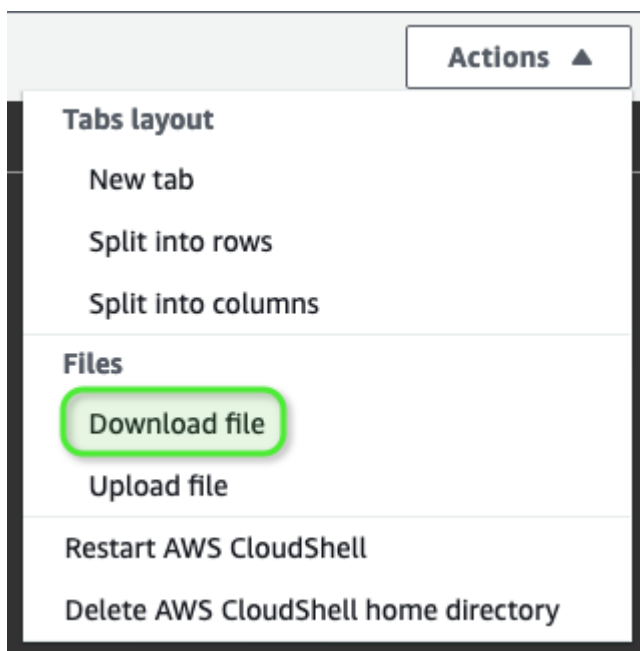 Actions ▲
Tabs layout
New tab
Split into rows
Split into columns
Files
Download file
Upload file
Restart AWS CloudShell
Delete AWS CloudShell home directory